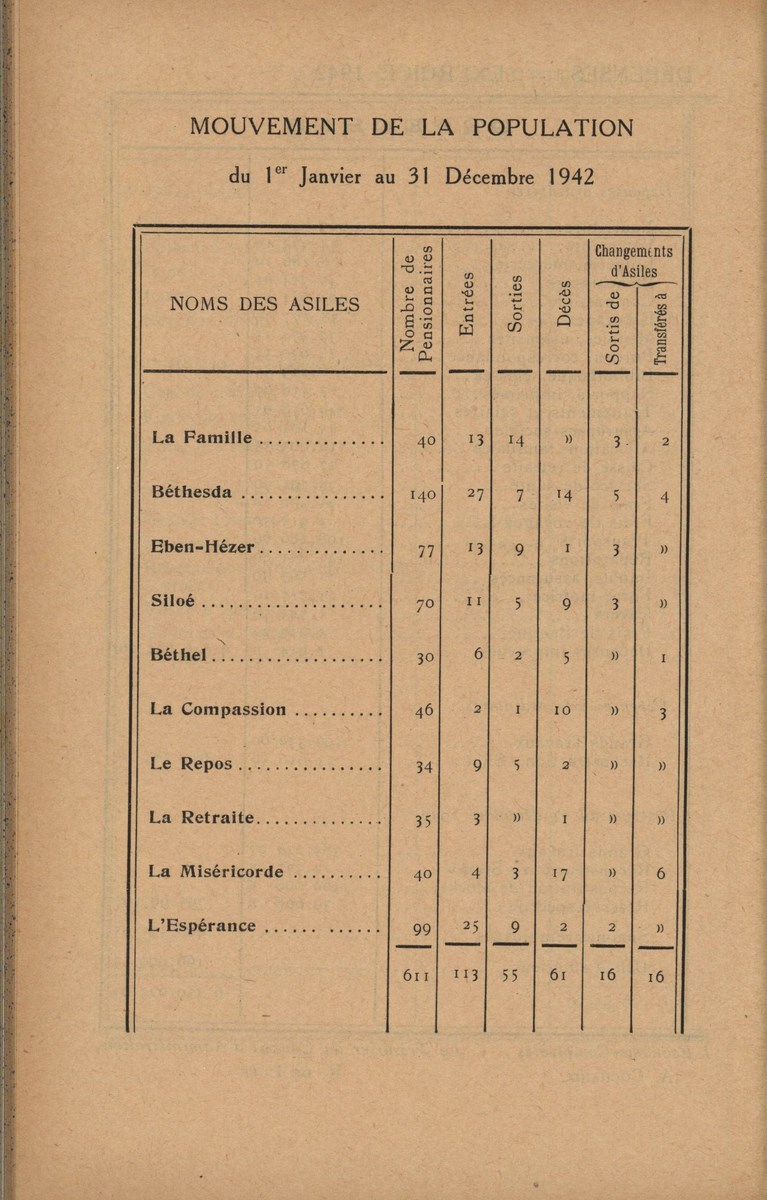 MOUVEMENT DE LA POPULATION
du 1er Janvier au 31 Décembre 1942
NOMS DES ASILES
Nombre de Pensionnaires
Entrées
Sorties
Décès
Changements d'Asiles
Sortis de
Transférés à
La Famille .............. 40 13 14 » 3 2
Béthesda ................ 140 27 7 14 5 4
Eben-Hézer.............. 77 13 9 1 3 »
Siloé .................... 70 11 5 9 3 »
Béthel ................... 30 6 2 5 » 1
La Compassion .......... 46 2 1 10 » 3
Le Repos ................ 34 9 5 2 » »
La Retraite.............. 35 3 » 1 » »
La Miséricorde .......... 40 4 3 17 » 6
L'Espérance ...... ...... 99 25 9 2 2 »
611 113 55 61 16 16